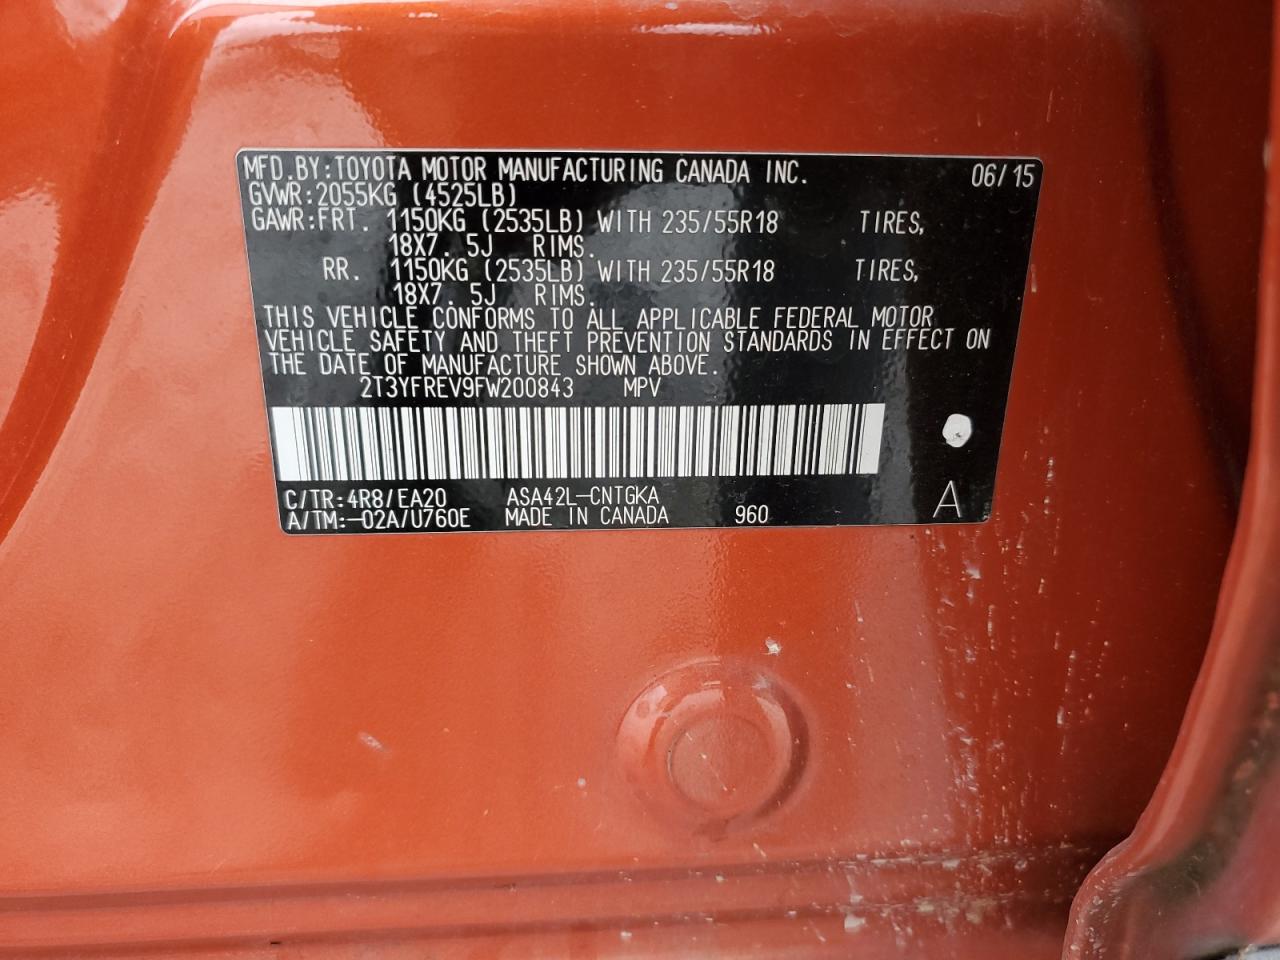 MFD.BY:TOYOTA MOTOR MANUFACTURING CANADA INC. 06/15
GVWR:2055KG (4525LB)
GAWR:FRT. 1150KG (2535LB) WITH 235/55R18 TIRES,
18X7. 5J RIMS.
RR. 1150KG (2535LB) WITH 235/55R18 TIRES,
18X7. 5J RIMS.
THIS VEHICLE CONFORMS TO ALL APPLICABLE FEDERAL MOTOR
VEHICLE SAFETY AND THEFT PREVENTION STANDARDS IN EFFECT ON
THE DATE OF MANUFACTURE SHOWN ABOVE.
2T3YFREV9FW200843 MPV
C/TR:4R8/EA20 ASA42L-CNTGKA
A/TM:-02A/U760E MADE IN CANADA 960 A